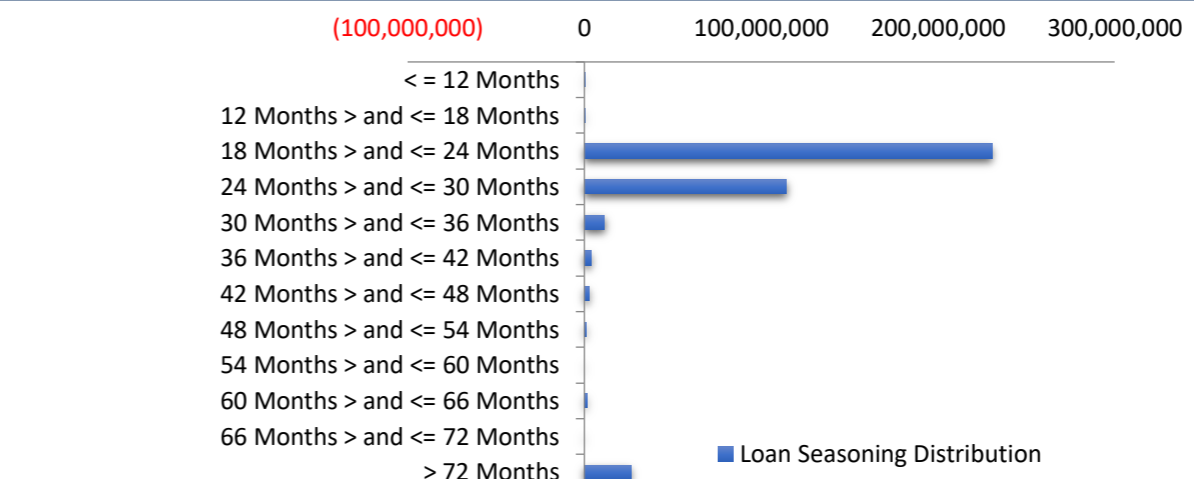 (100,000,000) 0 100,000,000 200,000,000 300,000,000
< = 12 Months
12 Months > and <= 18 Months
18 Months > and <= 24 Months
24 Months > and <= 30 Months
30 Months > and <= 36 Months
36 Months > and <= 42 Months
42 Months > and <= 48 Months
48 Months > and <= 54 Months
54 Months > and <= 60 Months
60 Months > and <= 66 Months
66 Months > and <= 72 Months
Loan Seasoning Distribution
> 72 Months